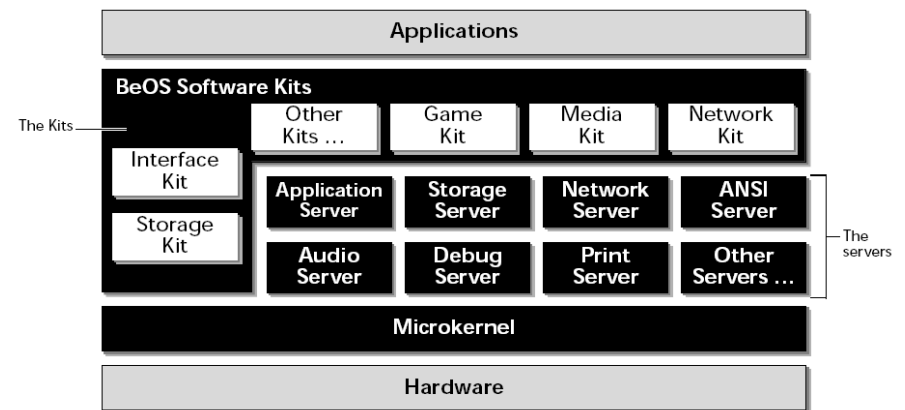 Applications
BeOS Software Kits
The Kits
Other
Kits ...
Game
Kit
Media
Kit
Network
Kit
Interface
Kit
Storage
Kit
Application
Server
Storage
Server
Network
Server
ANSI
Server
Audio
Server
Debug
Server
Print
Server
Other
Servers ...
The
servers
Microkernel
Hardware